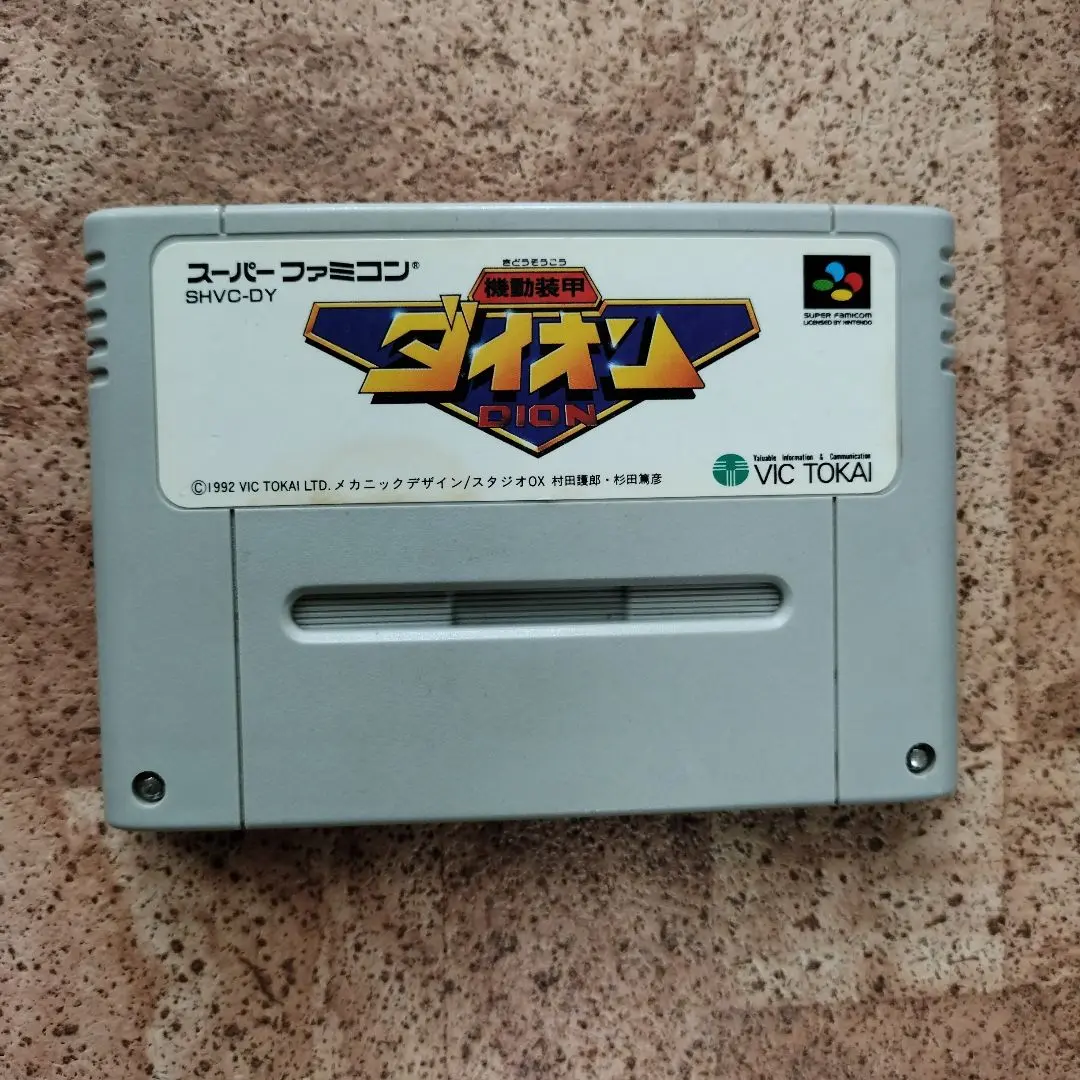 スーパーファミコン®
SHVC-DY
きどうそうこう
機動装甲
ダイオン
DION
SUPER FAMICOM
LICENSED BY NINTENDO
Valuable Information & Communication
VIC TOKAI
©1992 VIC TOKAI LTD. メカニックデザイン/スタジオOX 村田護郎・杉田篤彦